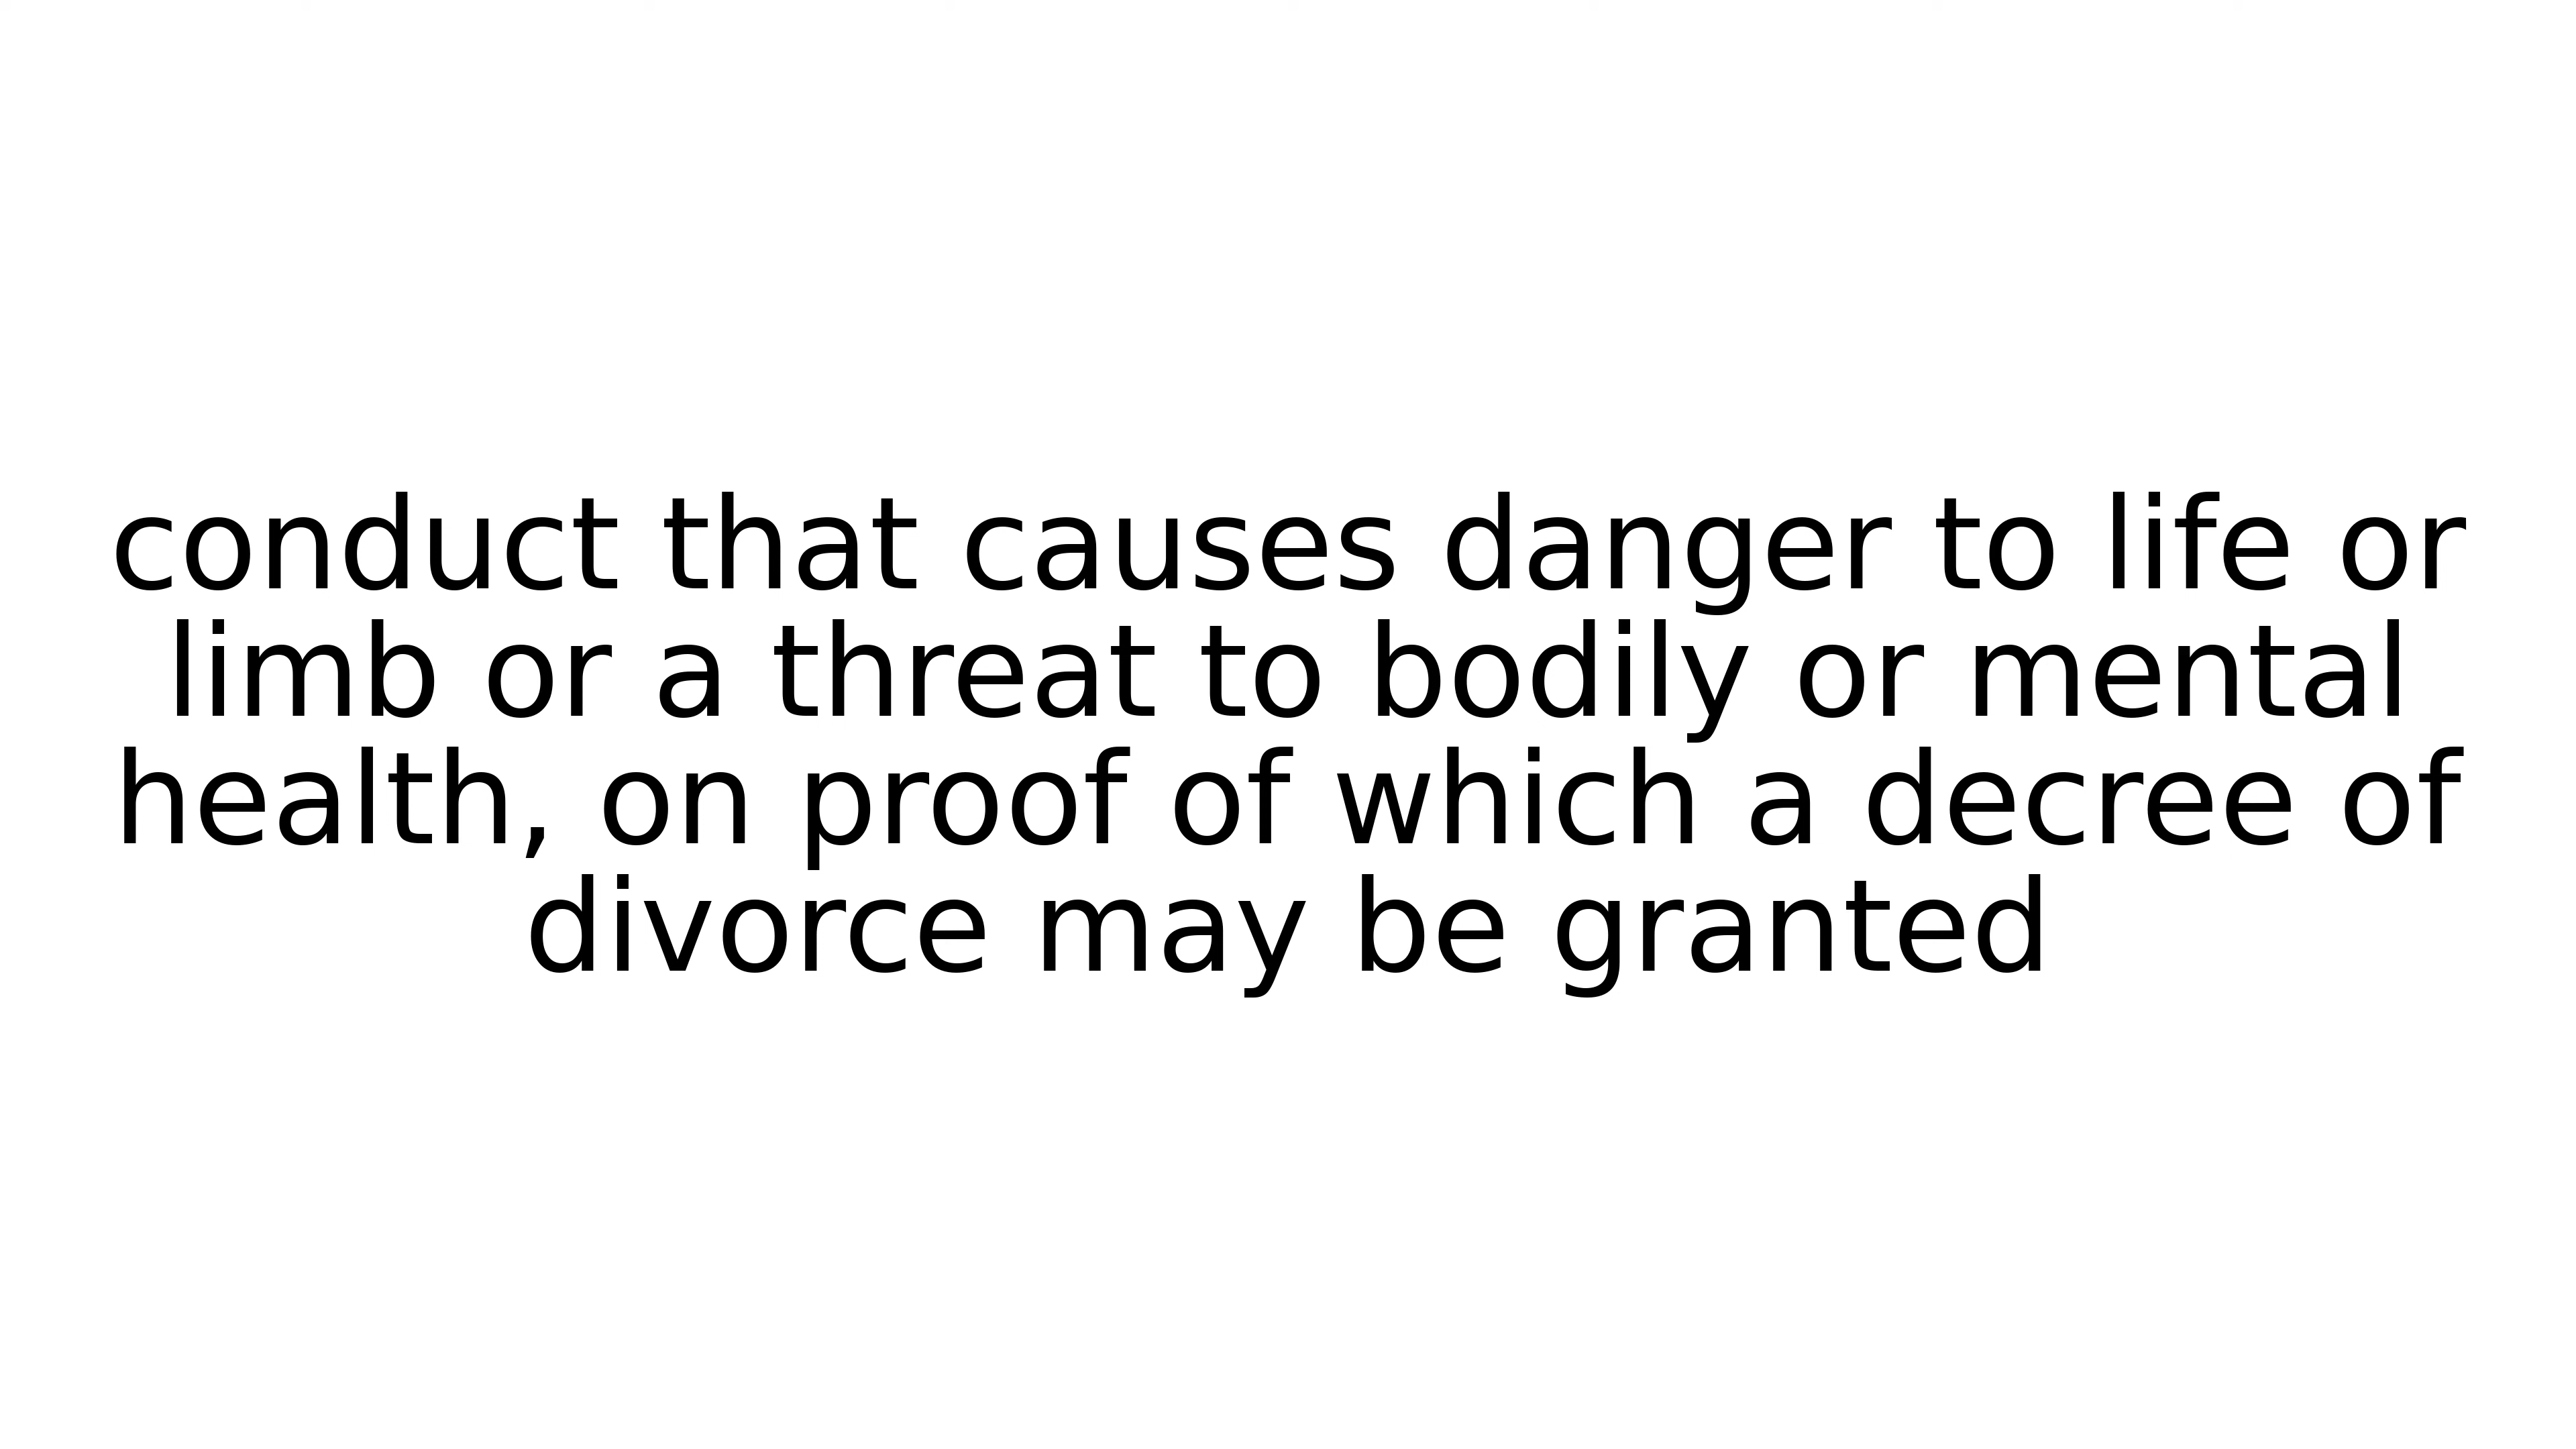 conduct that causes danger to life or
limb or a threat to bodily or mental
health, on proof of which a decree of
divorce may be granted